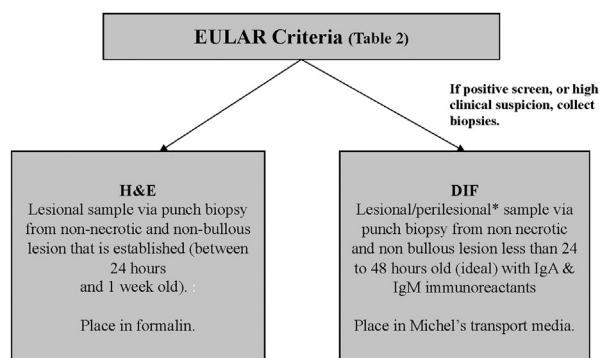 EULAR Criteria (Table 2)
If positive screen, or high
clinical suspicion, collect
biopsies.
H&E
Lesional sample via punch biopsy
from non-necrotic and non-bullous
lesion that is established (between
24 hours
and 1 week old).
Place in formalin.
DIF
Lesional/perilesional* sample via
punch biopsy from non necrotic
and non bullous lesion less than 24
to 48 hours old (ideal) with IgA &
IgM immunoreactants
Place in Michel’s transport media.